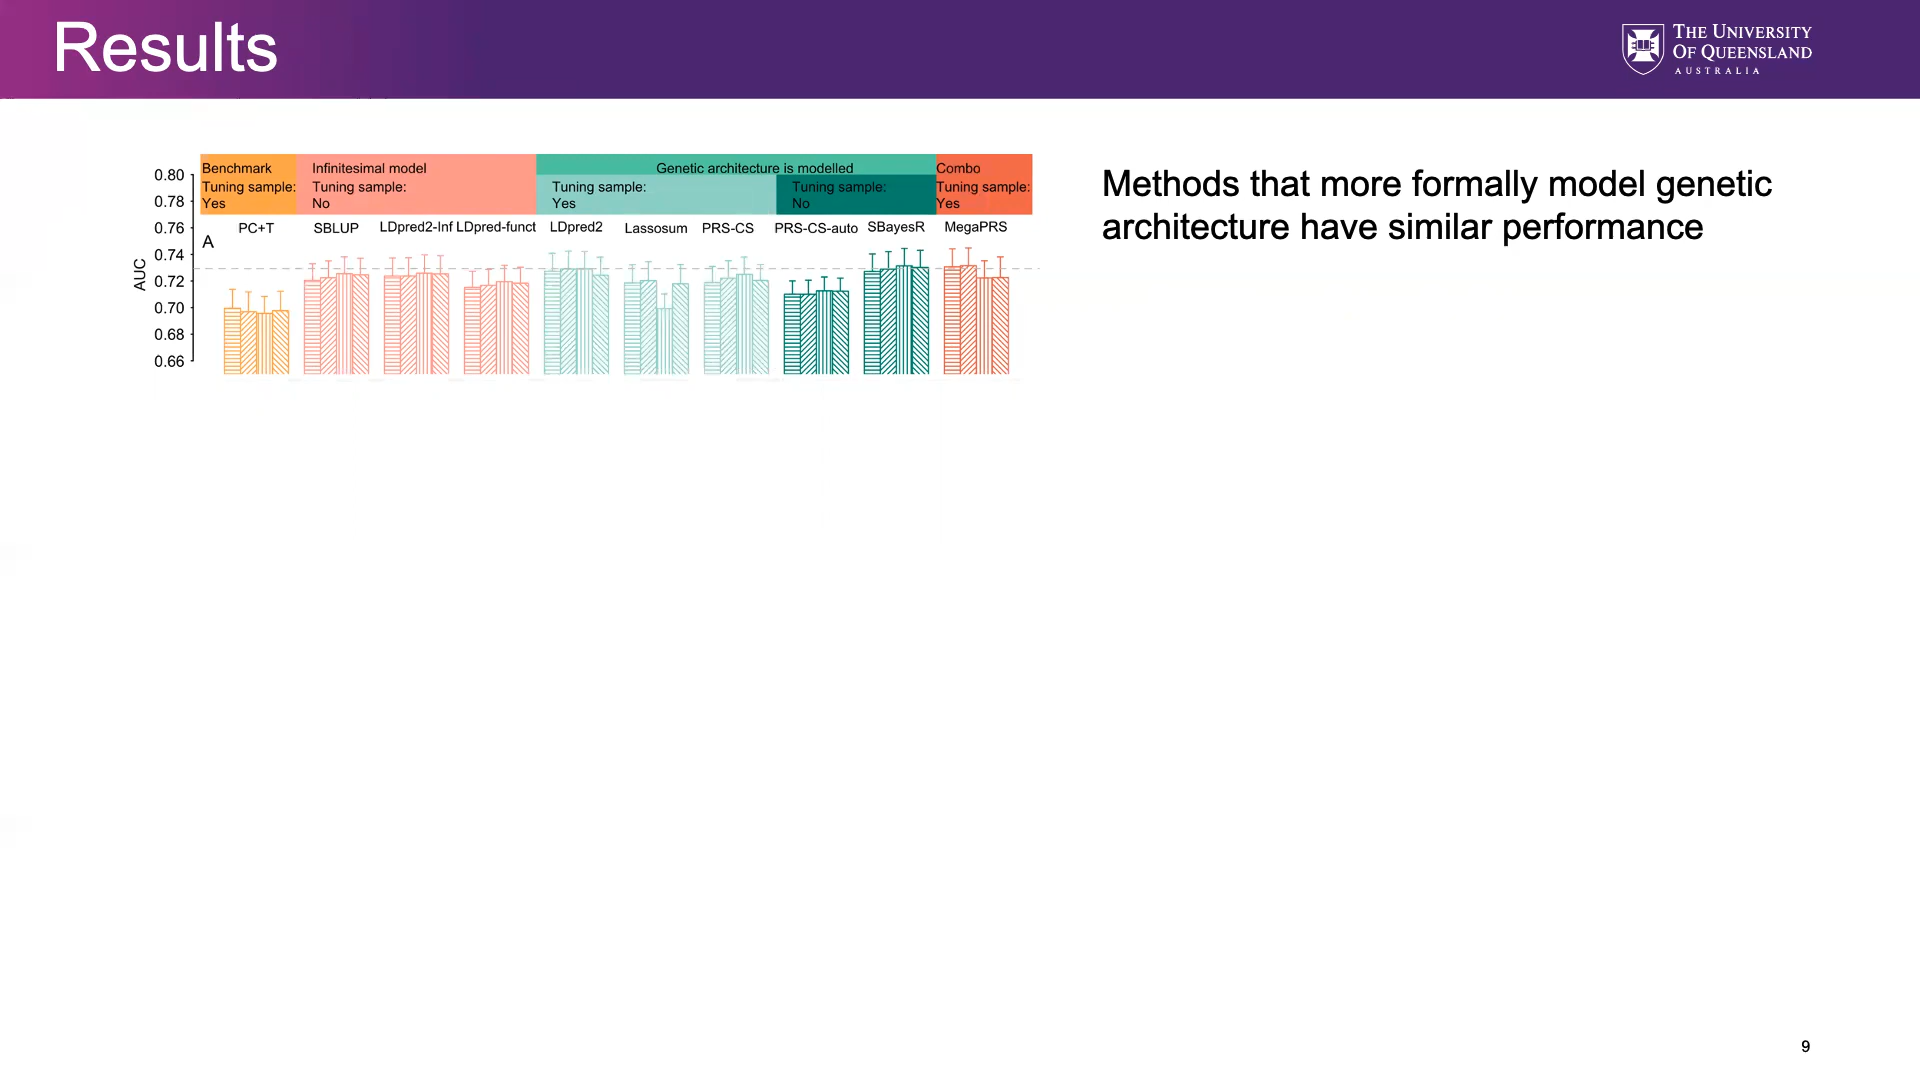 Results
THE UNIVERSITY
OF QUEENSLAND
AUSTRALIA
Benchmark
Tuning sample:
Yes
Infinitesimal model
Tuning sample:
No
Genetic architecture is modelled
Tuning sample:
Yes
Tuning sample:
No
Combo
Tuning sample:
Yes
PC+T
SBLUP
LDpred2-Inf
LDpred-funct
LDpred2
Lassosum
PRS-CS
PRS-CS-auto
SBayesR
MegaPRS
A
AUC
0.80
0.78
0.76
0.74
0.72
0.70
0.68
0.66
Methods that more formally model genetic
architecture have similar performance
9